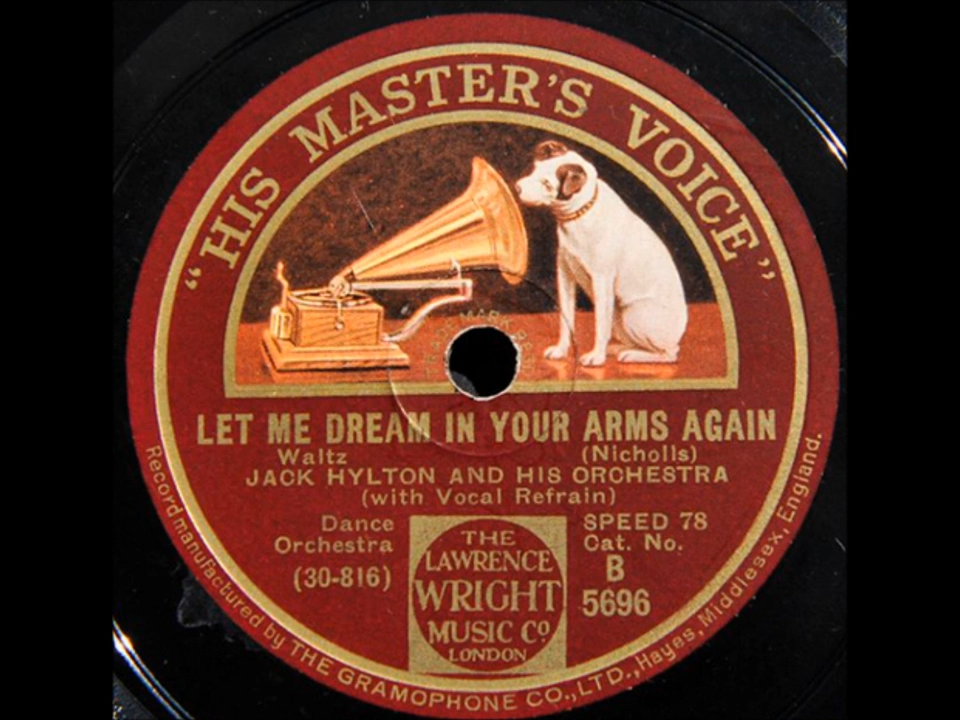 "HIS MASTER'S VOICE"
TRADE MARK
LET ME DREAM IN YOUR ARMS AGAIN
Waltz (Nicholls)
JACK HYLTON AND HIS ORCHESTRA
(with Vocal Refrain)
Dance
Orchestra
(30-816)
THE
LAWRENCE
WRIGHT
MUSIC Co
LONDON
SPEED 78
Cat. No.
B
5696
Record manufactured by THE GRAMOPHONE CO., LTD., Hayes, Middlesex, England.